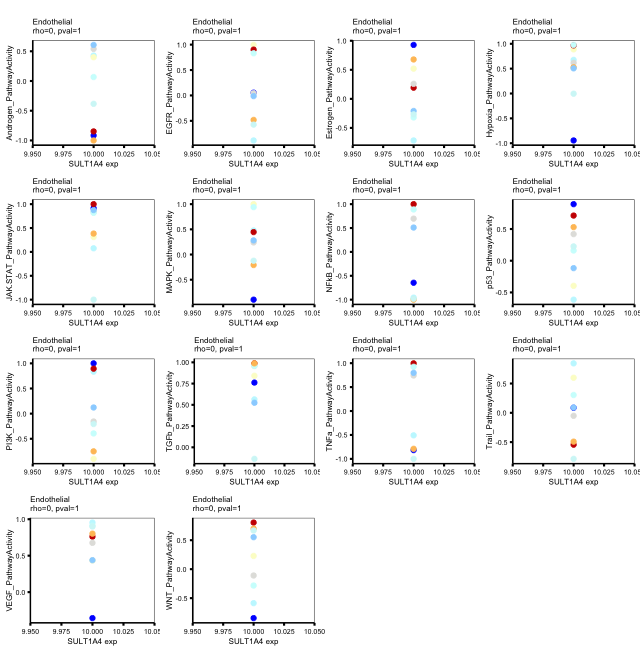 Endothelial
rho=0, pval=1
Androgen_PathwayActivity
0.5
0.0
-0.5
-1.0
9.950 9.975 10.000 10.025 10.05
SULT1A4 exp
Endothelial
rho=0, pval=1
EGFR_PathwayActivity
1.0
0.5
0.0
-0.5
9.950 9.975 10.000 10.025 10.05
SULT1A4 exp
Endothelial
rho=0, pval=1
Estrogen_PathwayActivity
1.0
0.5
0.0
-0.5
9.950 9.975 10.000 10.025 10.05
SULT1A4 exp
Endothelial
rho=0, pval=1
Hypoxia_PathwayActivity
1.0
0.5
0.0
-0.5
-1.0
9.950 9.975 10.000 10.025 10.05
SULT1A4 exp
Endothelial
rho=0, pval=1
JAK.STAT_PathwayActivity
1.0
0.5
0.0
-0.5
-1.0
9.950 9.975 10.000 10.025 10.05
SULT1A4 exp
Endothelial
rho=0, pval=1
MAPK_PathwayActivity
1.0
0.5
0.0
-0.5
9.950 9.975 10.000 10.025 10.05
SULT1A4 exp
Endothelial
rho=0, pval=1
NFkB_PathwayActivity
1.0
0.5
0.0
-0.5
-1.0
9.950 9.975 10.000 10.025 10.05
SULT1A4 exp
Endothelial
rho=0, pval=1
p53_PathwayActivity
0.5
0.0
-0.5
9.950 9.975 10.000 10.025 10.05
SULT1A4 exp
Endothelial
rho=0, pval=1
PI3K_PathwayActivity
1.0
0.5
0.0
-0.5
9.950 9.975 10.000 10.025 10.05
SULT1A4 exp
Endothelial
rho=0, pval=1
TGFb_PathwayActivity
1.00
0.75
0.50
0.25
0.00
9.950 9.975 10.000 10.025 10.05
SULT1A4 exp
Endothelial
rho=0, pval=1
TNFa_PathwayActivity
1.0
0.5
0.0
-0.5
-1.0
9.950 9.975 10.000 10.025 10.05
SULT1A4 exp
Endothelial
rho=0, pval=1
Trail_PathwayActivity
0.5
0.0
-0.5
9.950 9.975 10.000 10.025 10.05
SULT1A4 exp
Endothelial
rho=0, pval=1
VEGF_PathwayActivity
1.0
0.5
0.0
9.950 9.975 10.000 10.025 10.05
SULT1A4 exp
Endothelial
rho=0, pval=1
WNT_PathwayActivity
0.5
0.0
-0.5
9.950 9.975 10.000 10.025 10.050
SULT1A4 exp